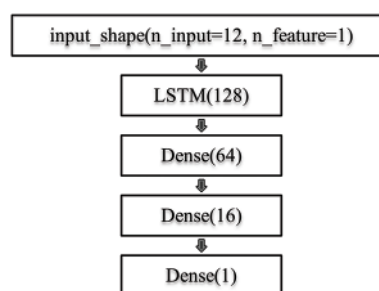 input_shape(n_input=12, n_feature=1)
LSTM(128)
Dense(64)
Dense(16)
Dense(1)